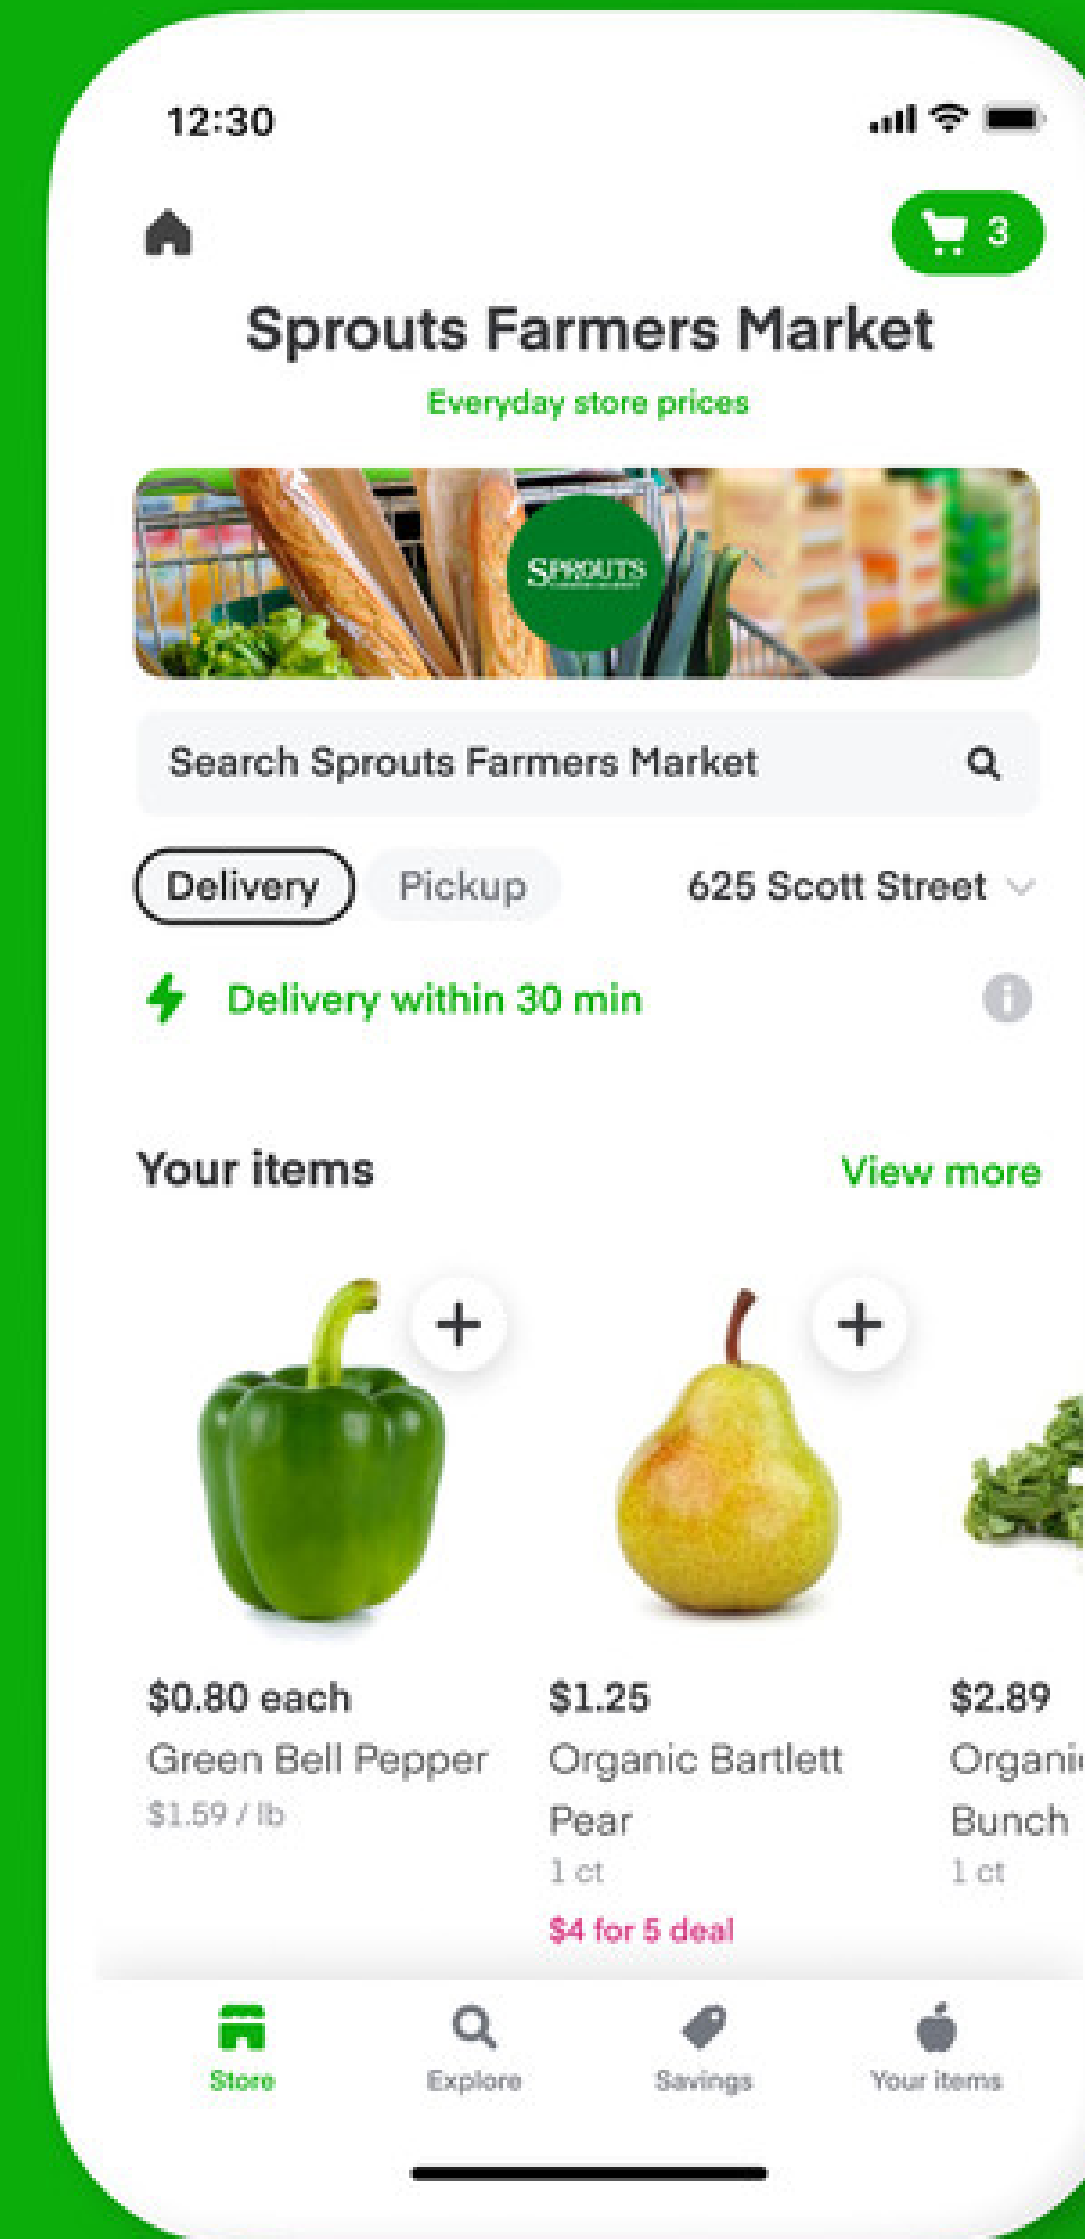 12:30
3
Sprouts Farmers Market
Everyday store prices
SPROUTS
Search Sprouts Farmers Market
Delivery
Pickup
625 Scott Street
Delivery within 30 min
Your items
View more
$0.80 each
Green Bell Pepper
$1.59 / lb
$1.25
Organic Bartlett
Pear
1 ct
$4 for 5 deal
$2.89
Bunch
1 ct
Store
Explore
Savings
Your items